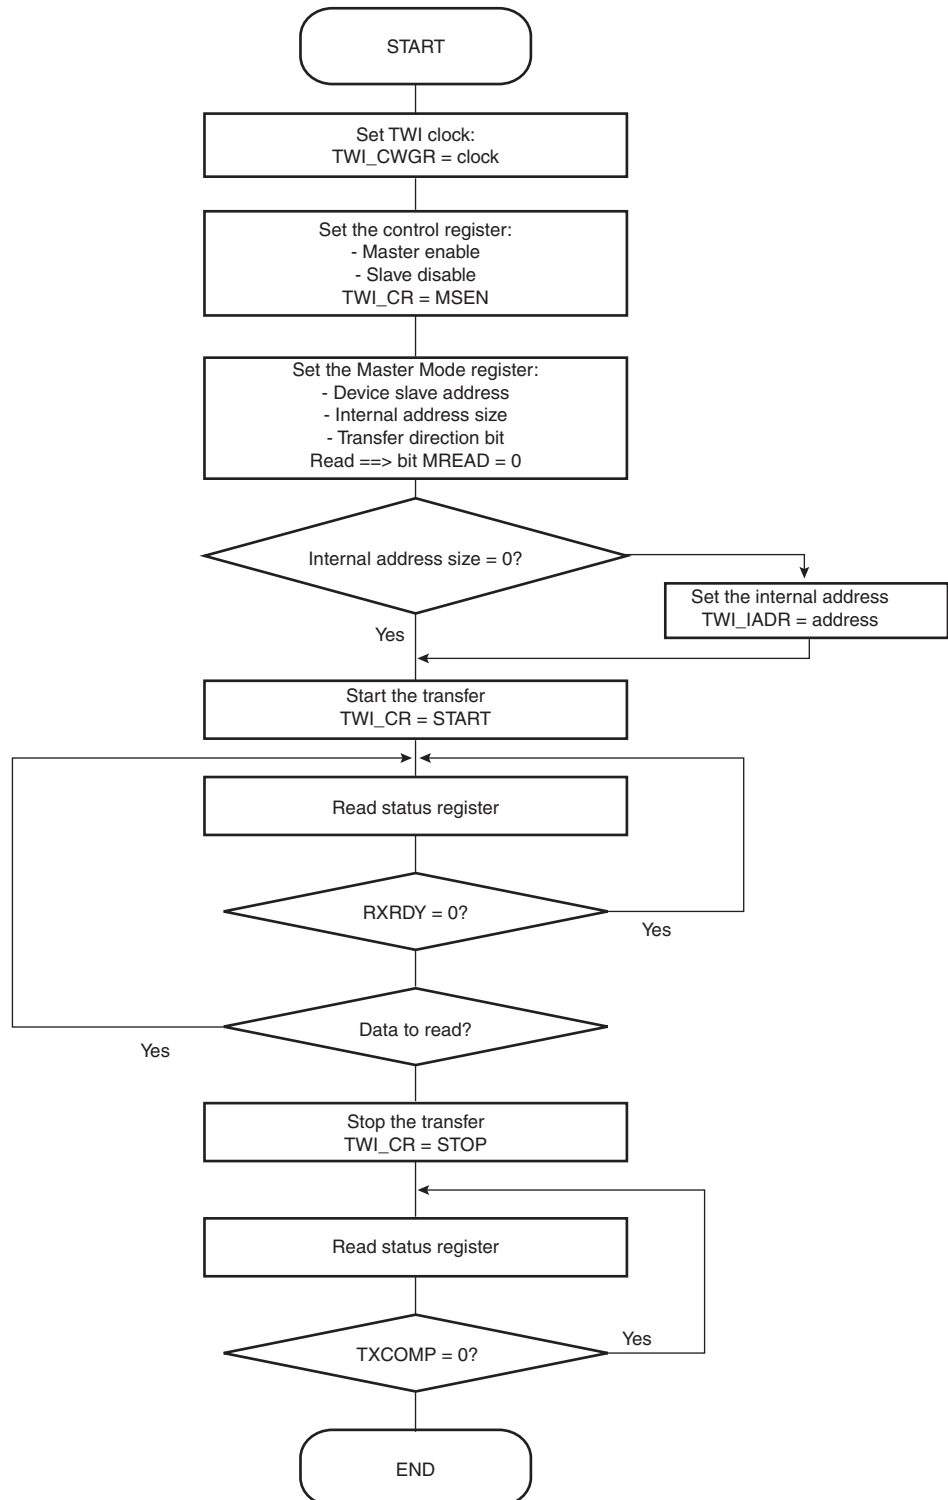 START
Set TWI clock:
TWI_CWGR = clock
Set the control register:
- Master enable
- Slave disable
TWI_CR = MSEN
Set the Master Mode register:
- Device slave address
- Internal address size
- Transfer direction bit
Read ==> bit MREAD = 0
Internal address size = 0?
Set the internal address
TWI_IADR = address
Yes
Start the transfer
TWI_CR = START
Read status register
RXRDY = 0?
Yes
Data to read?
Yes
Stop the transfer
TWI_CR = STOP
Read status register
TXCOMP = 0?
Yes
END